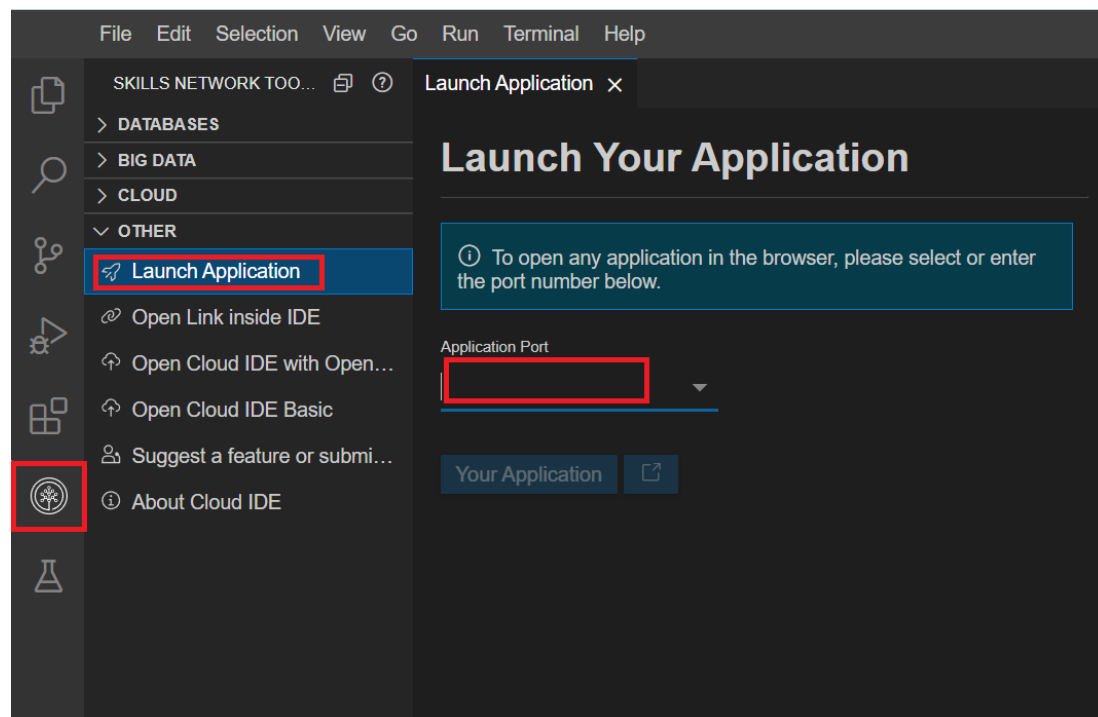 File Edit Selection View Go Run Terminal Help
SKILLS NETWORK TOO...
Launch Application
DATABASES
BIG DATA
CLOUD
OTHER
Launch Application
Open Link inside IDE
Open Cloud IDE with Open...
Open Cloud IDE Basic
Suggest a feature or submi...
About Cloud IDE
Launch Your Application
To open any application in the browser, please select or enter
the port number below.
Application Port
Your Application